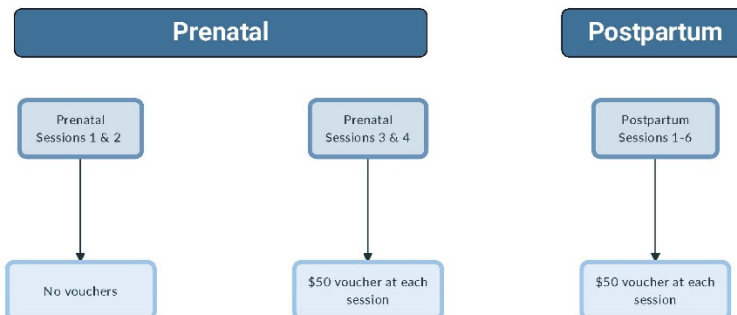 Prenatal
Postpartum
Prenatal
Sessions 1 & 2
Prenatal
Sessions 3 & 4
Postpartum
Sessions 1-6
No vouchers
$50 voucher at each
session
$50 voucher at each
session